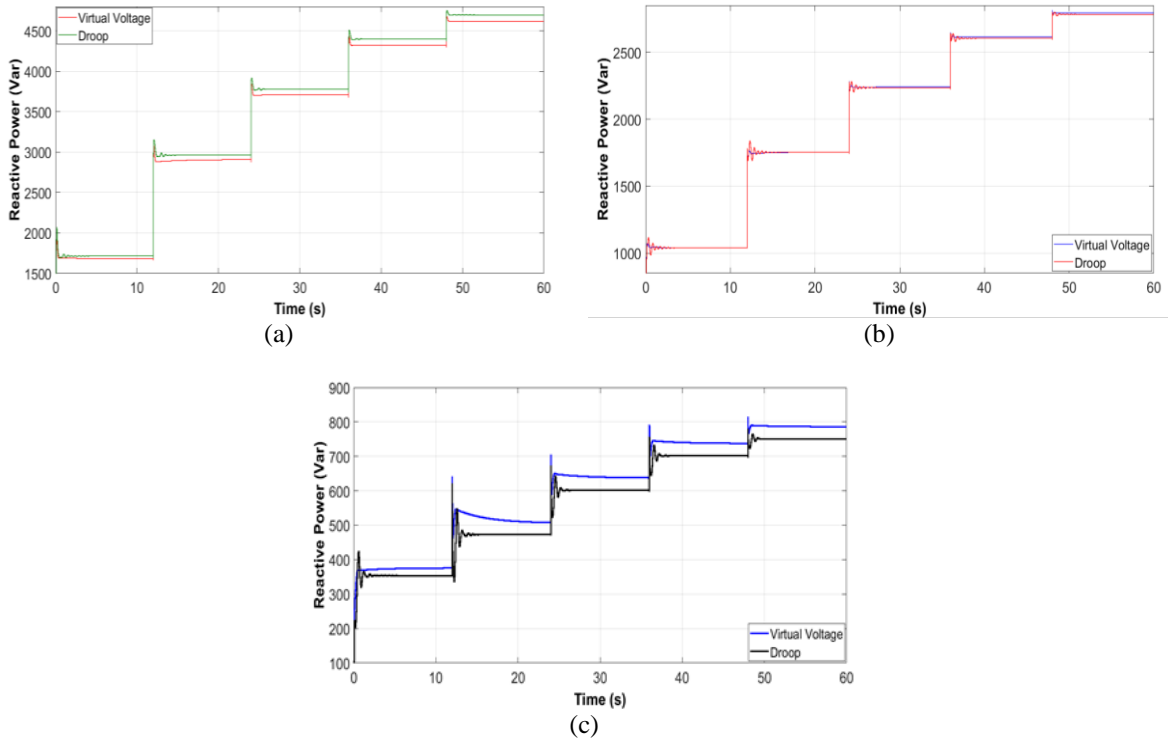 Reactive Power (Var)
4500
4000
3500
3000
2500
2000
1500
Virtual Voltage
Droop
0 10 20 30 40 50 60
Time (s)
(a)
Reactive Power (Var)
2500
2000
1500
1000
Virtual Voltage
Droop
0 10 20 30 40 50 60
Time (s)
(b)
Reactive Power (Var)
900
800
700
600
500
400
300
200
100
Virtual Voltage
Droop
0 10 20 30 40 50 60
Time (s)
(c)